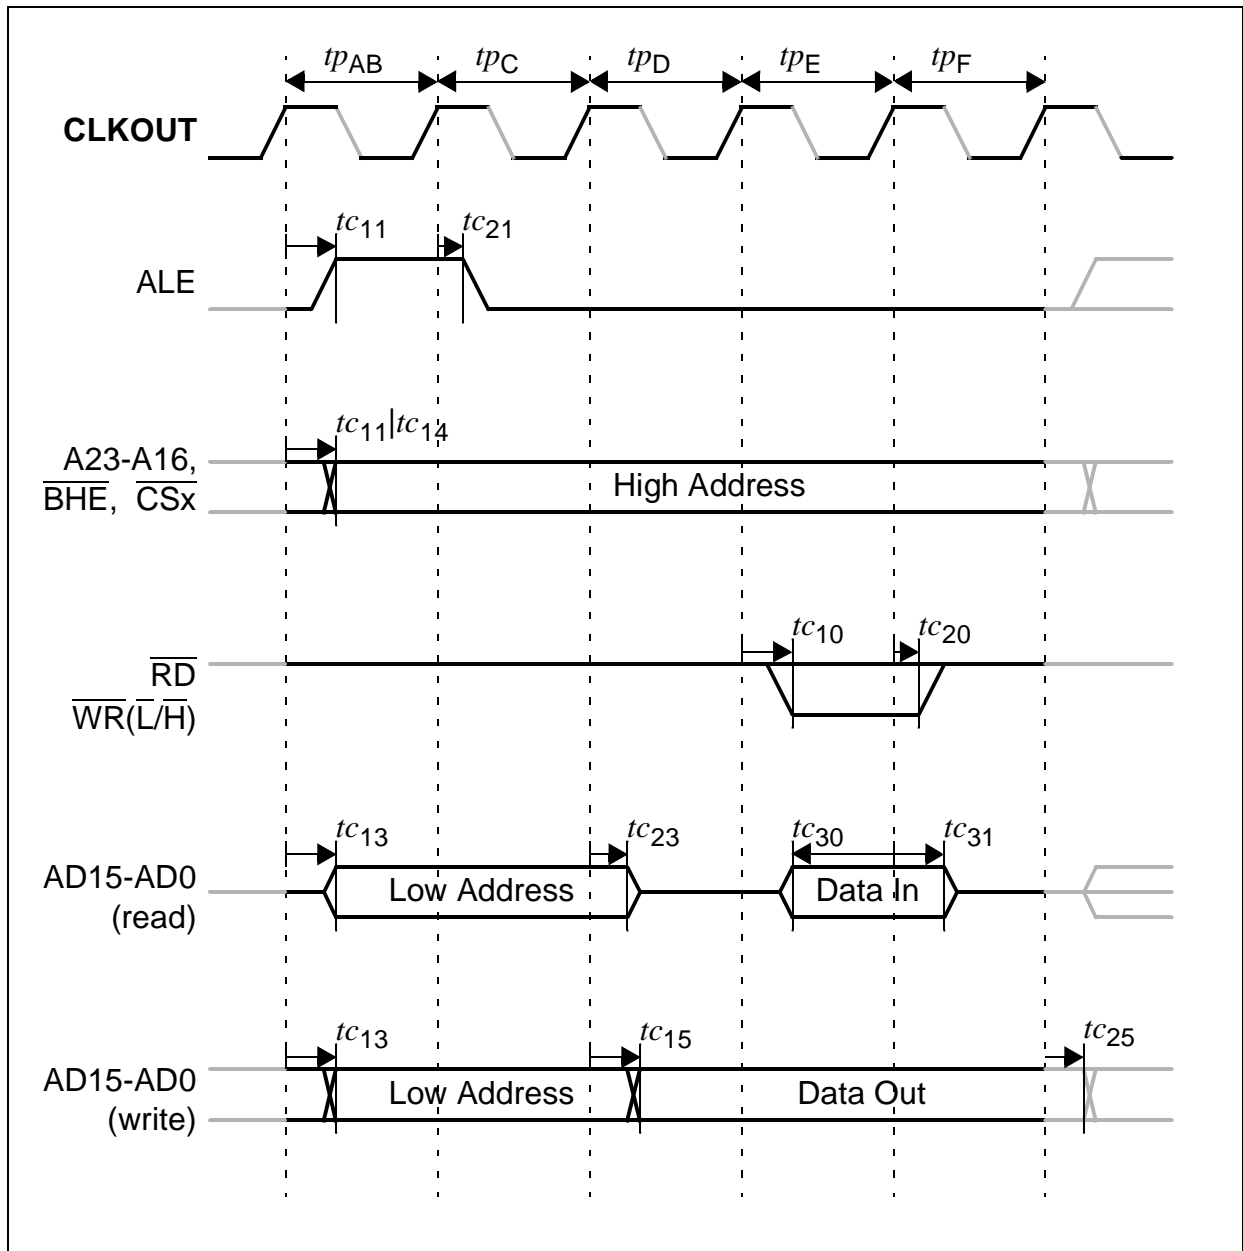 tpAB tpC tpD tpE tpF
CLKOUT
tc11 tc21
ALE
tc11|tc14
A23-A16,
BHE, CSx
High Address
tc10 tc20
RD
WR(L/H)
tc13 tc23 tc30 tc31
AD15-AD0
(read)
Low Address Data In
tc13 tc15 tc25
AD15-AD0
(write)
Low Address Data Out